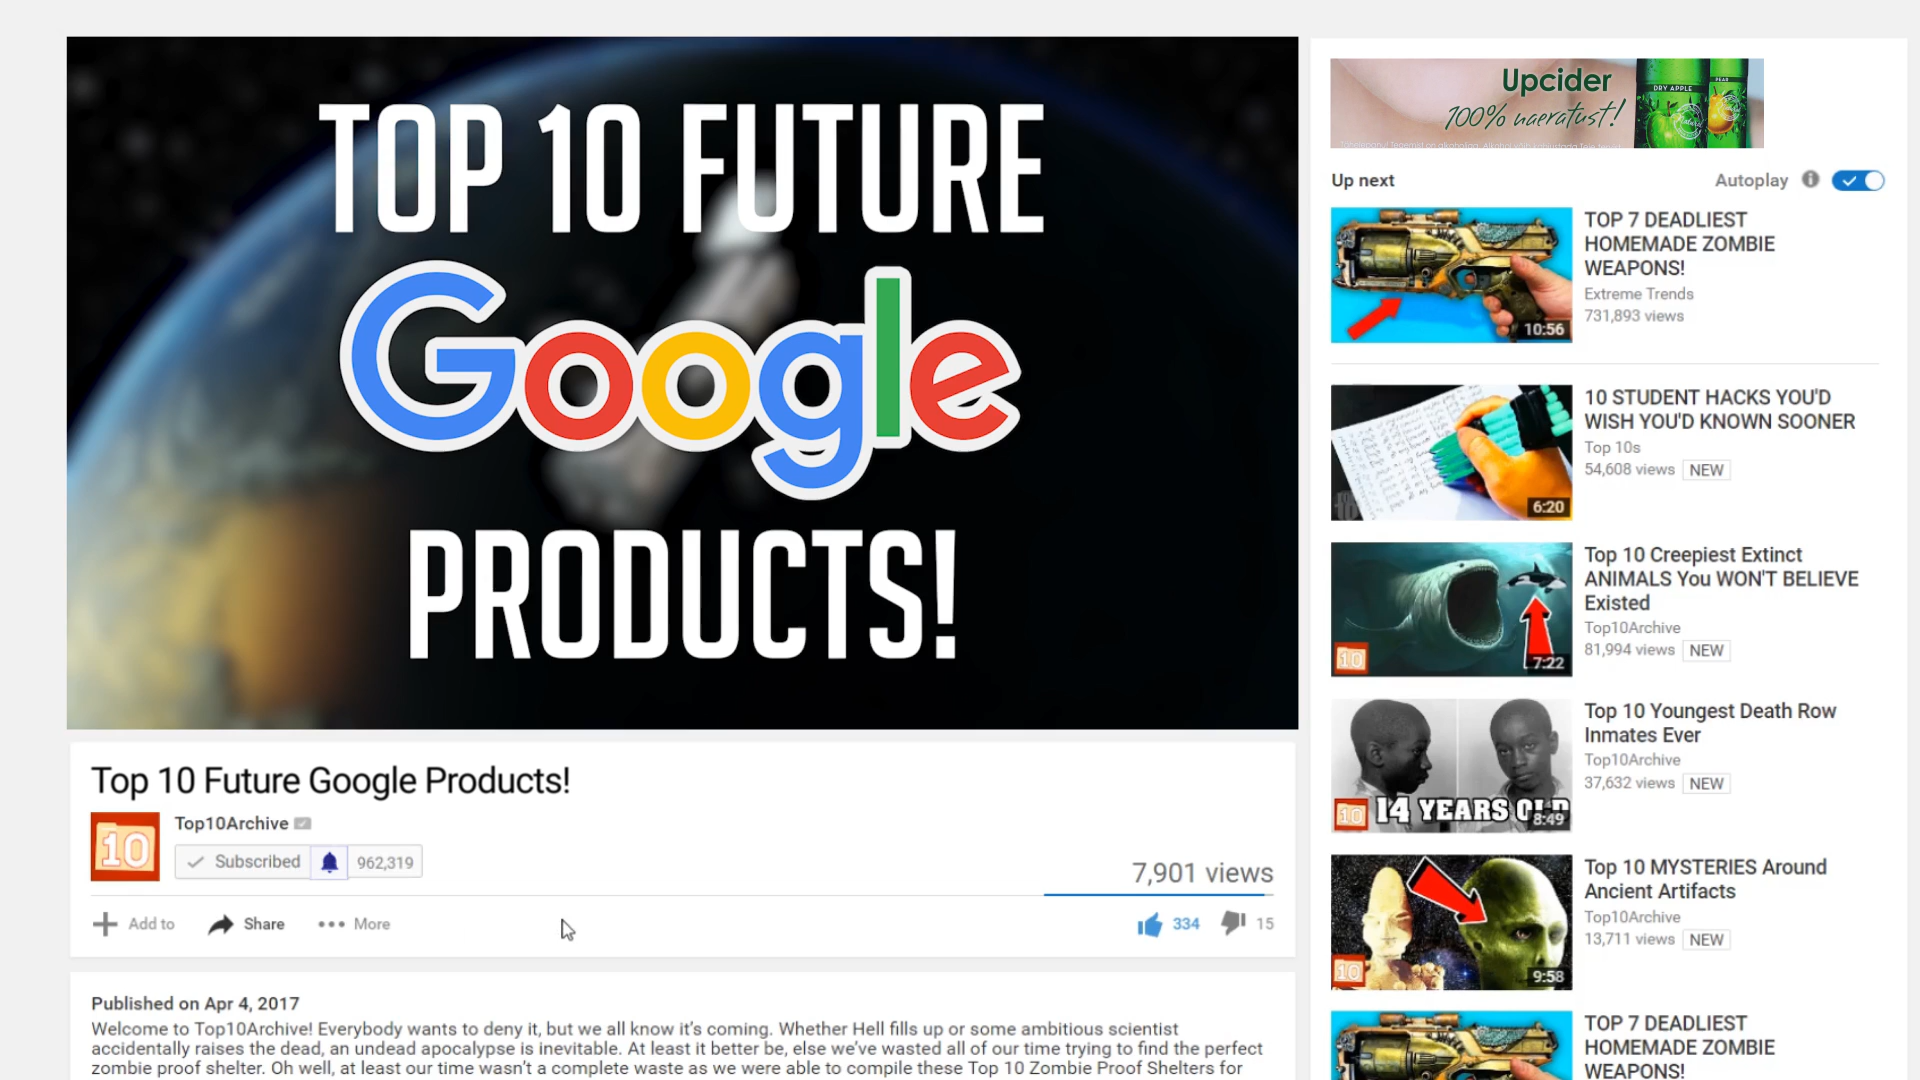 TOP 10 FUTURE
Google
PRODUCTS!
Top 10 Future Google Products!
10
Top10Archive
Subscribed
962,319
7,901 views
Add to
Share
More
334
15
Published on Apr 4, 2017
Welcome to Top10Archive! Everybody wants to deny it, but we all know it's coming. Whether Hell fills up or some ambitious scientist
accidentally raises the dead, an undead apocalypse is inevitable. At least it better be, else we've wasted all of our time trying to find the perfect
zombie proof shelter. Oh well, at least our time wasn't a complete waste as we were able to compile these Top 10 Zombie Proof Shelters for
Upcider
100% naeratust!
DRY APPLE
PEAR
Up next
Autoplay
10:56
TOP 7 DEADLIEST
HOMEMADE ZOMBIE
WEAPONS!
Extreme Trends
731,893 views
6:20
10 STUDENT HACKS YOU'D
WISH YOU'D KNOWN SOONER
Top 10s
54,608 views NEW
10
7:22
Top 10 Creepiest Extinct
ANIMALS You WON'T BELIEVE
Existed
Top10Archive
81,994 views NEW
10
14 YEARS OLD
8:49
Top 10 Youngest Death Row
Inmates Ever
Top10Archive
37,632 views NEW
10
9:58
Top 10 MYSTERIES Around
Ancient Artifacts
Top10Archive
13,711 views NEW
TOP 7 DEADLIEST
HOMEMADE ZOMBIE
WEAPONS!